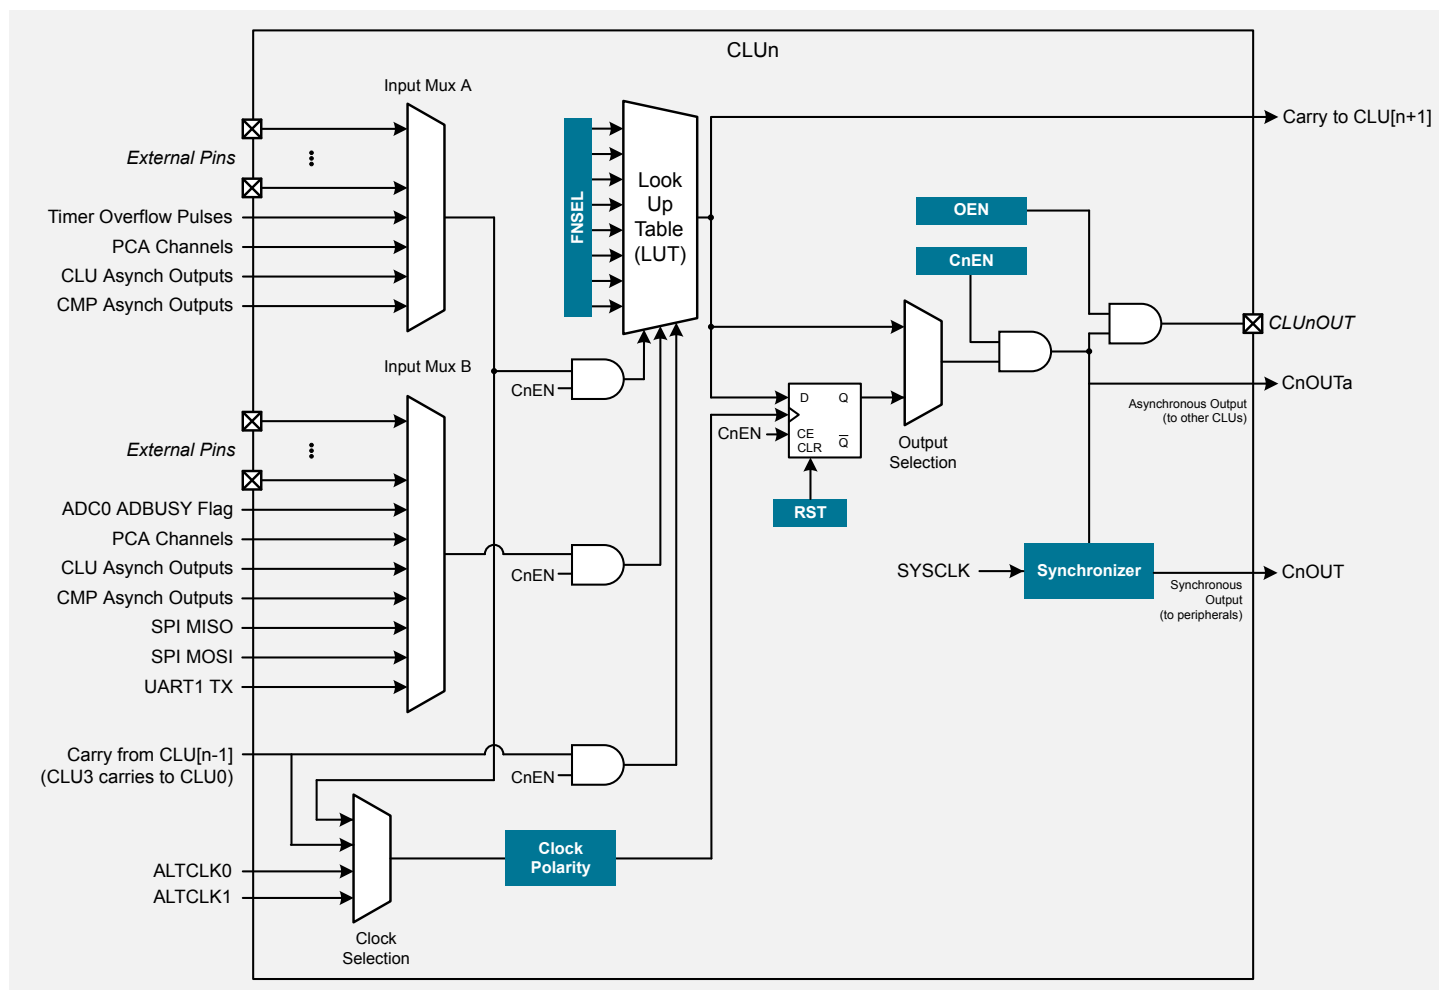 CLUn
Input Mux A
External Pins
Timer Overflow Pulses
PCA Channels
CLU Asynch Outputs
CMP Asynch Outputs
FNSEL
Look
Up
Table
(LUT)
Carry to CLU[n+1]
OEN
CnEN
CLUnOUT
Input Mux B
CnEN
CnOUTa
Asynchronous Output
(to other CLUs)
D
Q
CnEN
CE
CLR
Q
Output
Selection
RST
External Pins
ADC0 ADBUSY Flag
PCA Channels
CLU Asynch Outputs
CMP Asynch Outputs
SPI MISO
SPI MOSI
UART1 TX
CnEN
SYSCLK
Synchronizer
CnOUT
Synchronous
Output
(to peripherals)
Carry from CLU[n-1]
(CLU3 carries to CLU0)
CnEN
Clock
Polarity
ALTCLK0
ALTCLK1
Clock
Selection